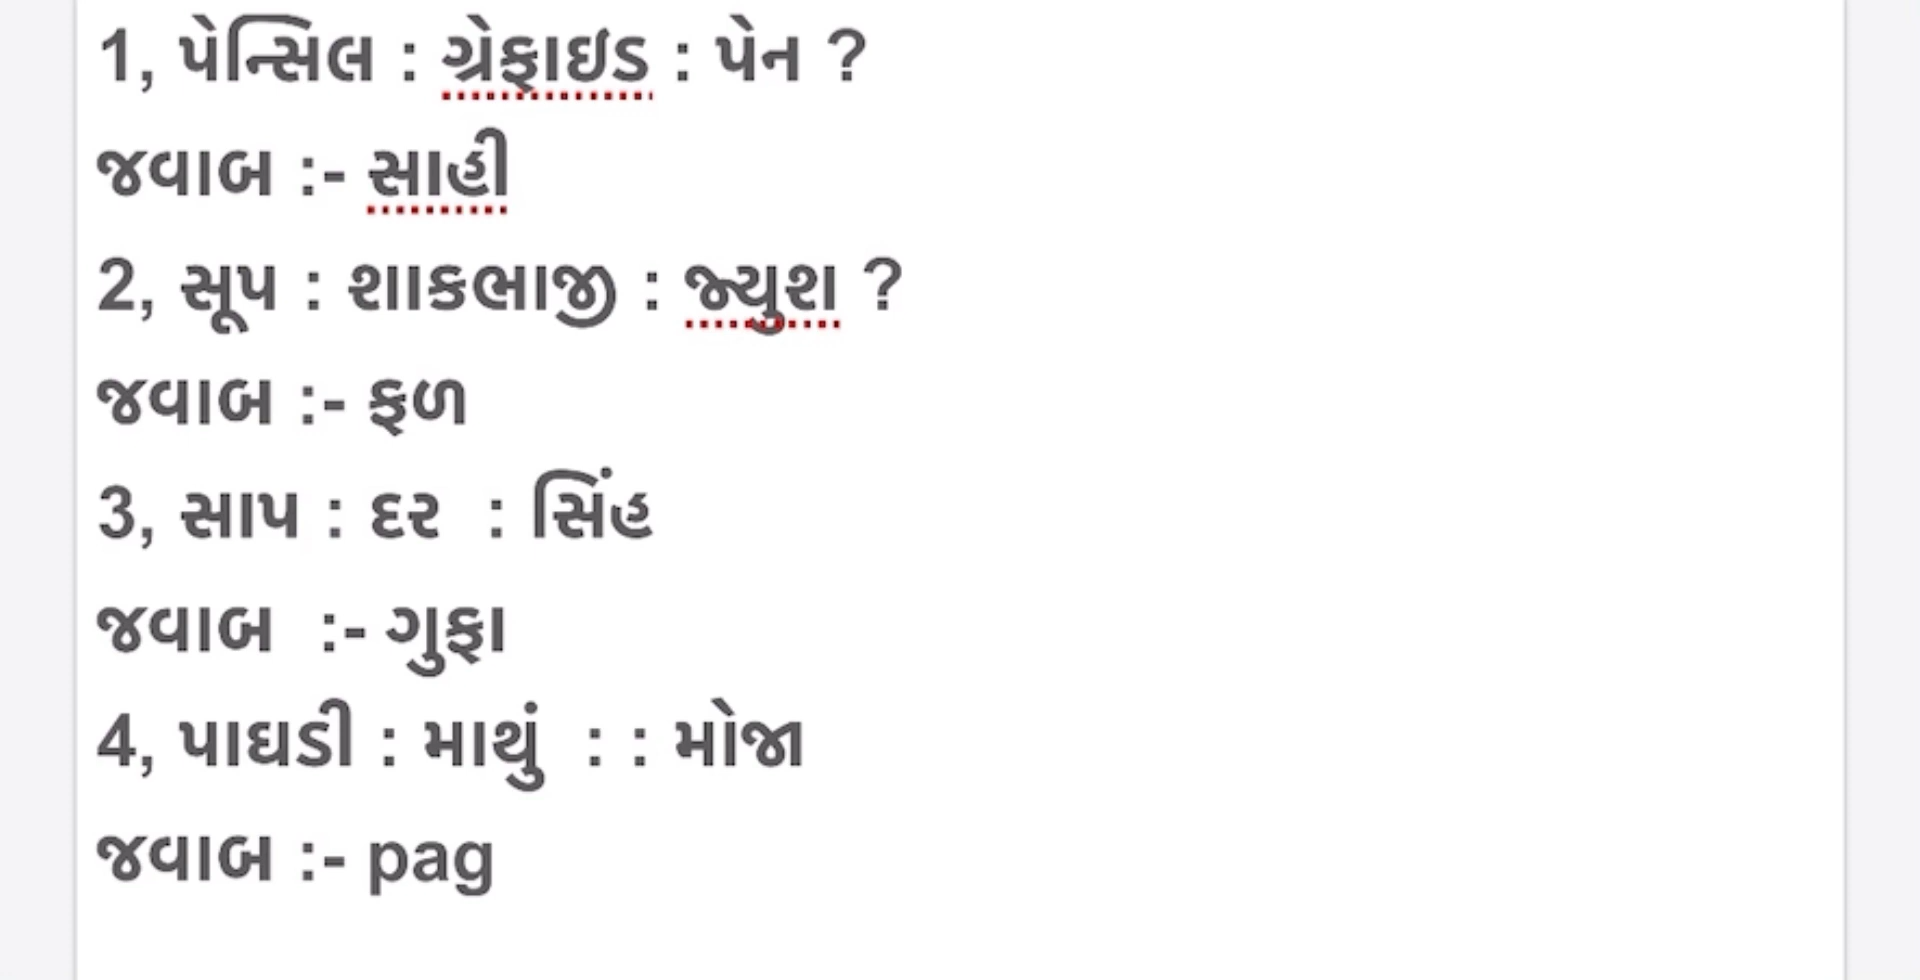 1, પેન્સિલ : ગ્રેફાઇડ : પેન ?
જવાબ :- સાહી
2, સૂપ : શાકભાજી : જ્યુશ ?
જવાબ :- ફળ
3, સાપ : દર : સિંહ
જવાબ :- ગુફા
4, પાઘડી : માથું : : મોજા
જવાબ :- pag